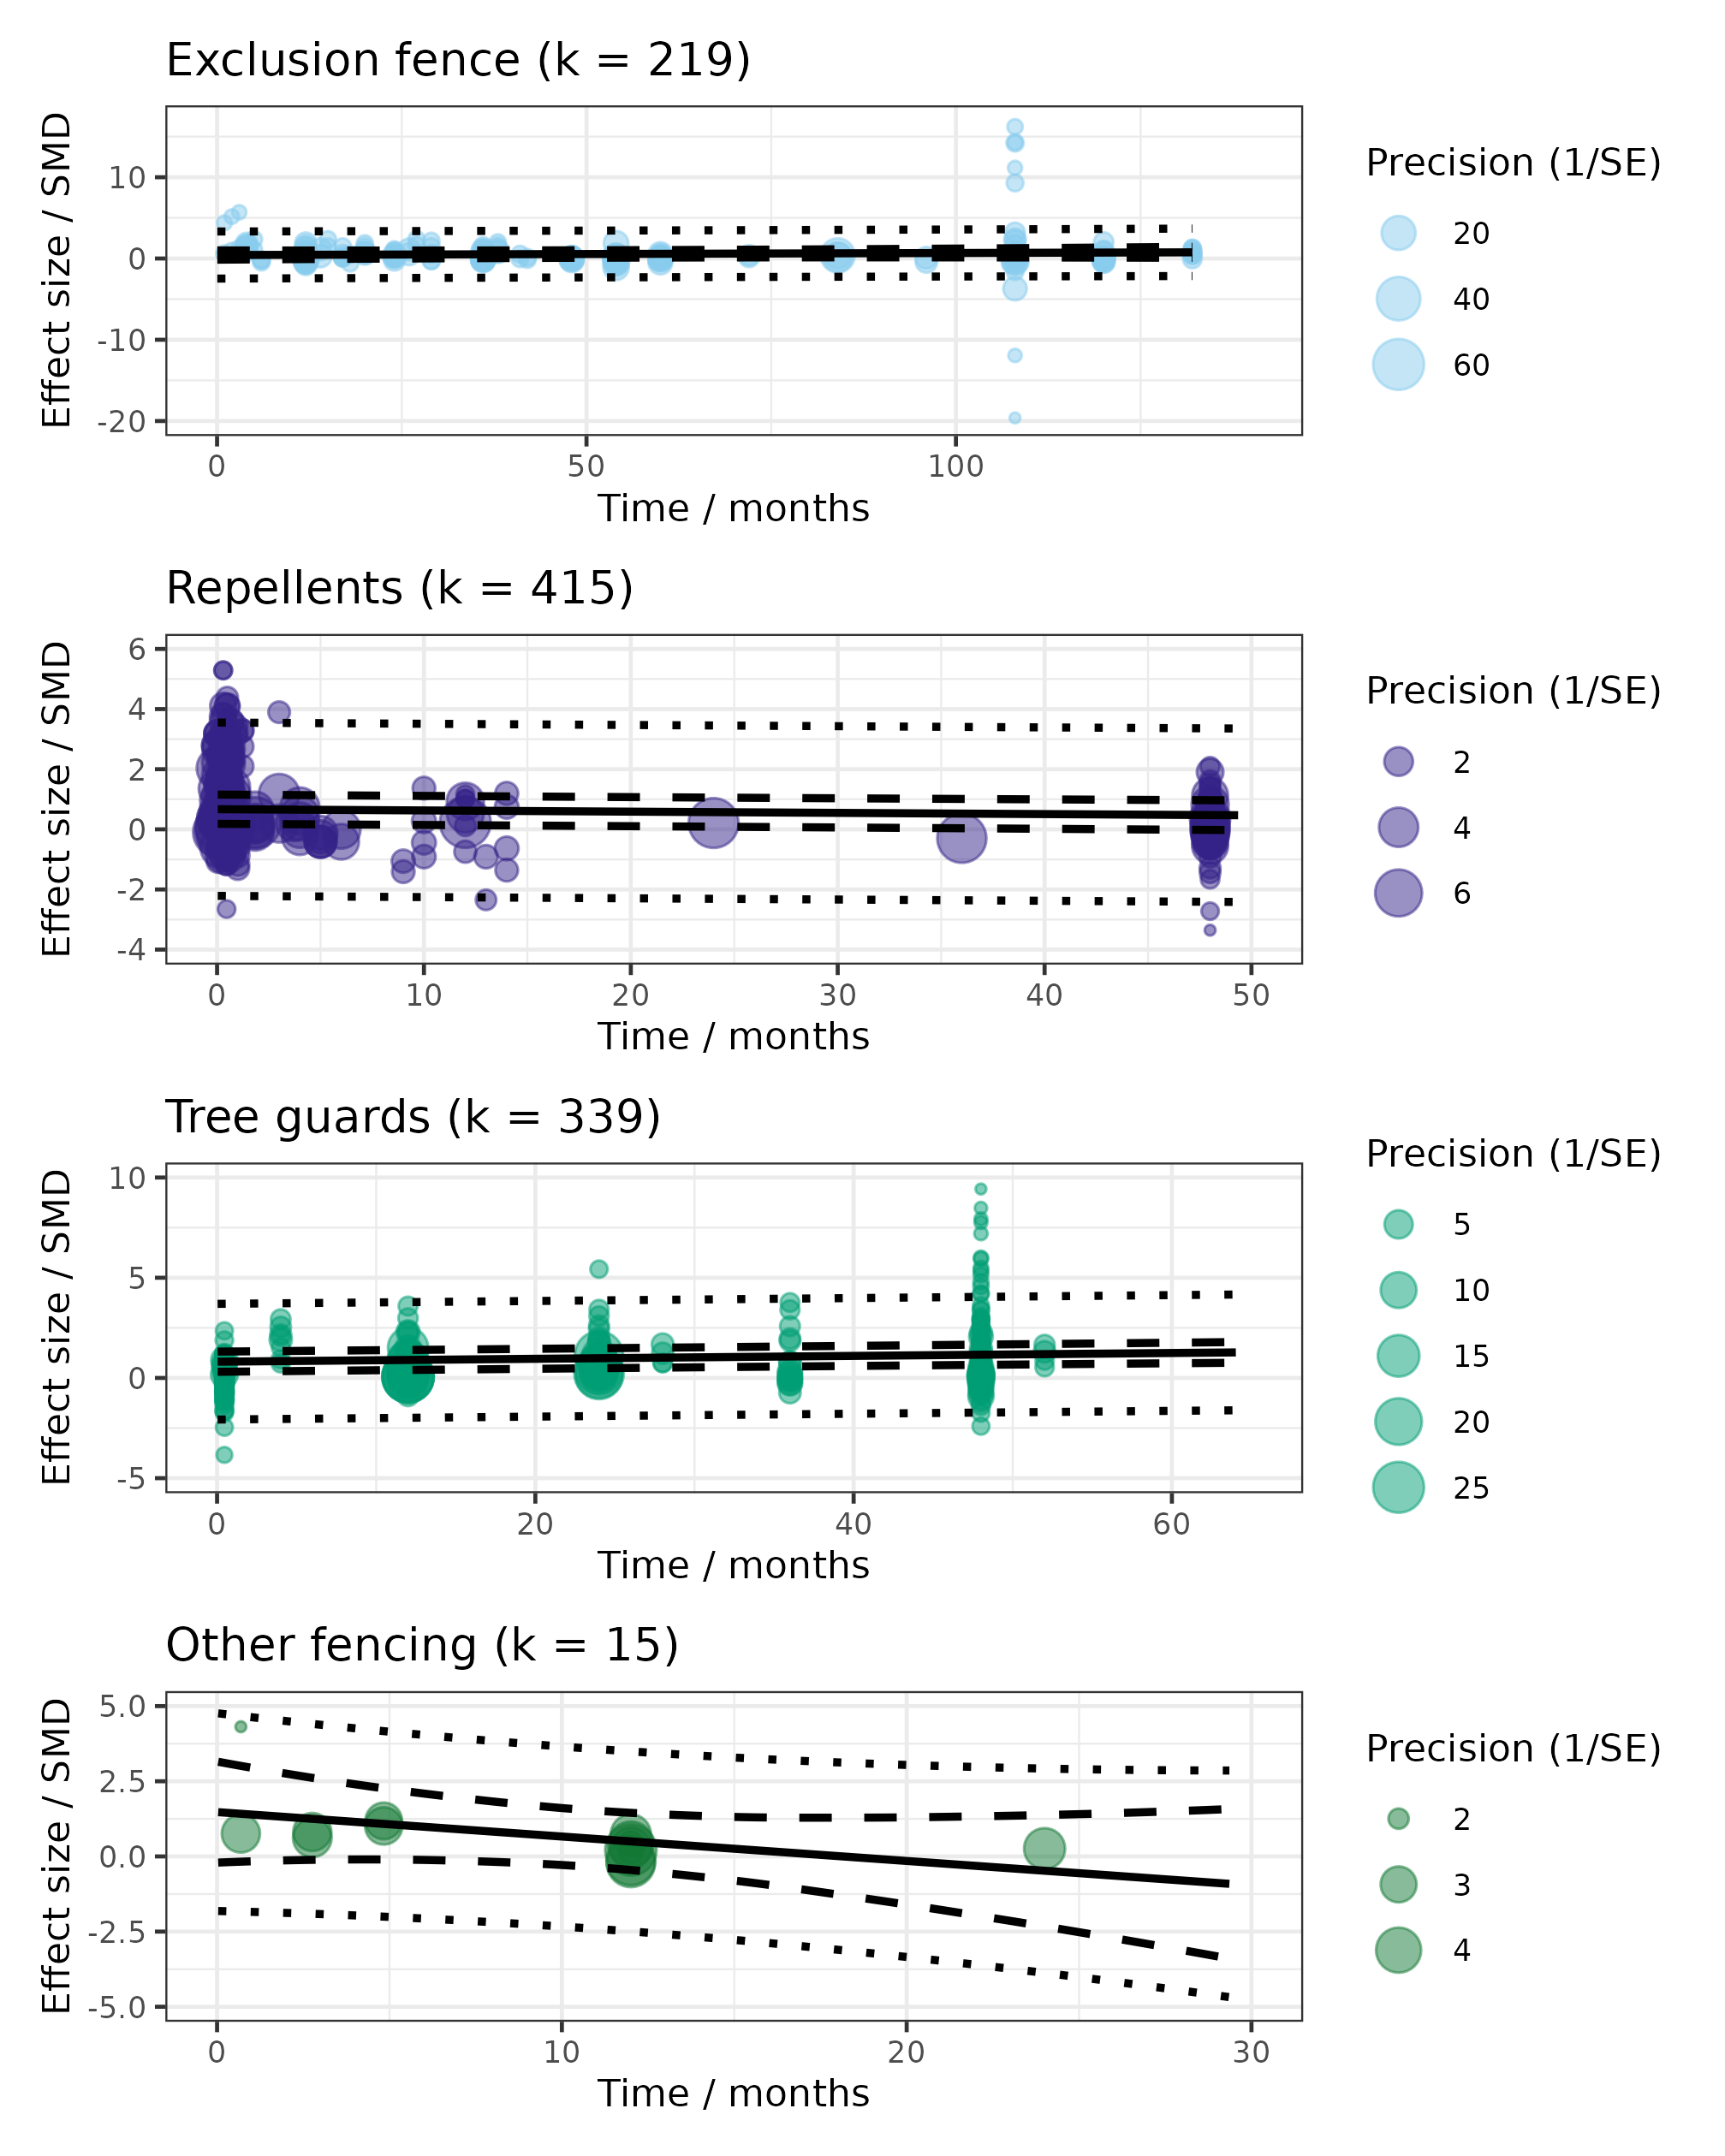 Exclusion fence (k = 219)
Effect size / SMD
10
0
-10
-20
0 50 100
Time / months
Precision (1/SE)
20
40
60
Repellents (k = 415)
Effect size / SMD
6
4
2
0
-2
-4
0 10 20 30 40 50
Time / months
Precision (1/SE)
2
4
6
Tree guards (k = 339)
Effect size / SMD
10
5
0
-5
0 20 40 60
Time / months
Precision (1/SE)
5
10
15
20
25
Other fencing (k = 15)
Effect size / SMD
5.0
2.5
0.0
-2.5
-5.0
0 10 20 30
Time / months
Precision (1/SE)
2
3
4